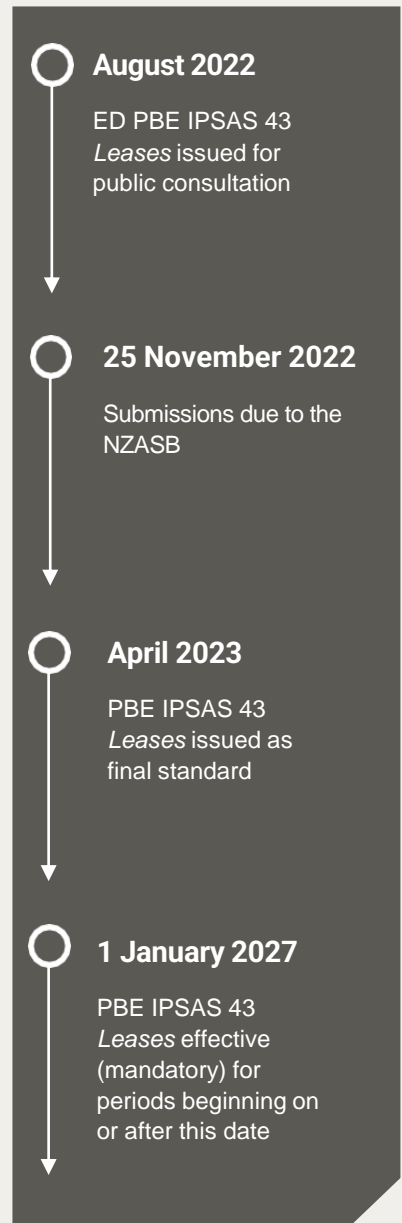 August 2022
ED PBE IPSAS 43
Leases issued for
public consultation
25 November 2022
Submissions due to the
NZASB
April 2023
PBE IPSAS 43
Leases issued as
final standard
1 January 2027
PBE IPSAS 43
Leases effective
(mandatory) for
periods beginning on
or after this date